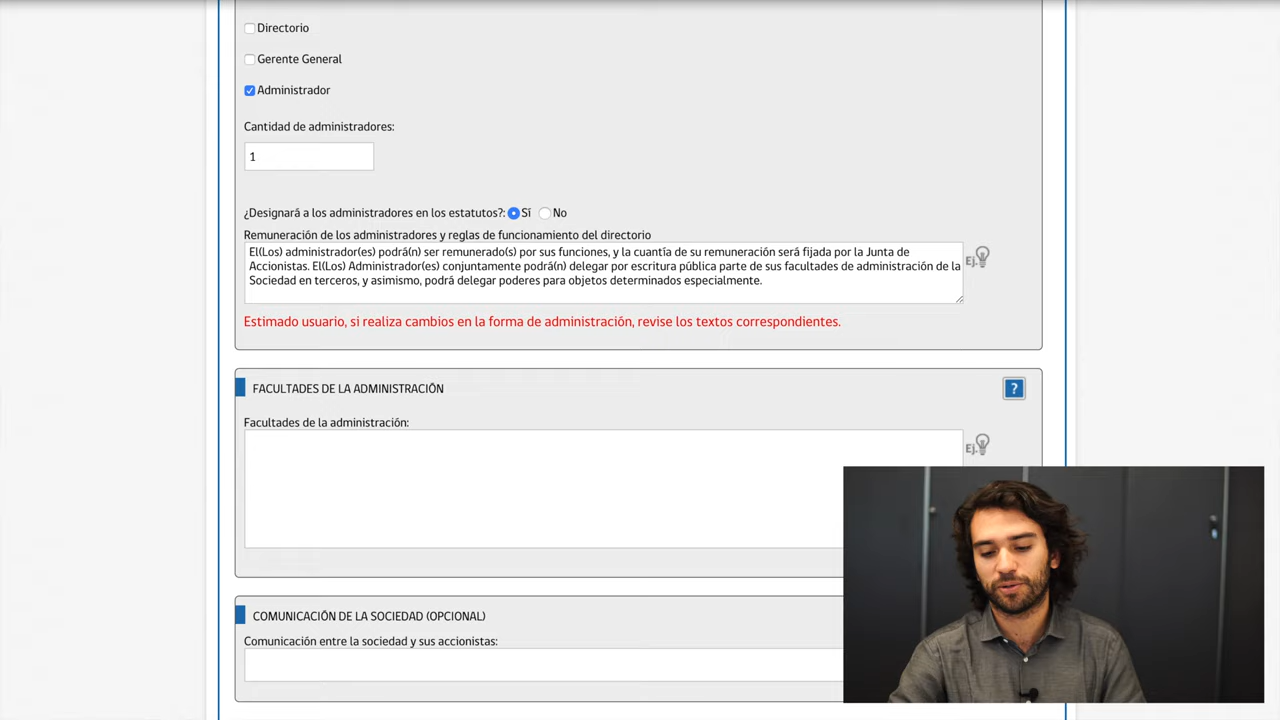 Directorio
Gerente General
Administrador
Cantidad de administradores:
1
¿Designará a los administradores en los estatutos?: Sí No
Remuneración de los administradores y reglas de funcionamiento del directorio
El(Los) administrador(es) podrá(n) ser remunerado(s) por sus funciones, y la cuantía de su remuneración será fijada por la Junta de
Accionistas. El(Los) Administrador(es) conjuntamente podrá(n) delegar por escritura pública parte de sus facultades de administración de la
Sociedad en terceros, y asimismo, podrá delegar poderes para objetos determinados especialmente.
Ej.
Estimado usuario, si realiza cambios en la forma de administración, revise los textos correspondientes.
FACULTADES DE LA ADMINISTRACIÓN
?
Facultades de la administración:
Ej.
COMUNICACIÓN DE LA SOCIEDAD (OPCIONAL)
Comunicación entre la sociedad y sus accionistas: